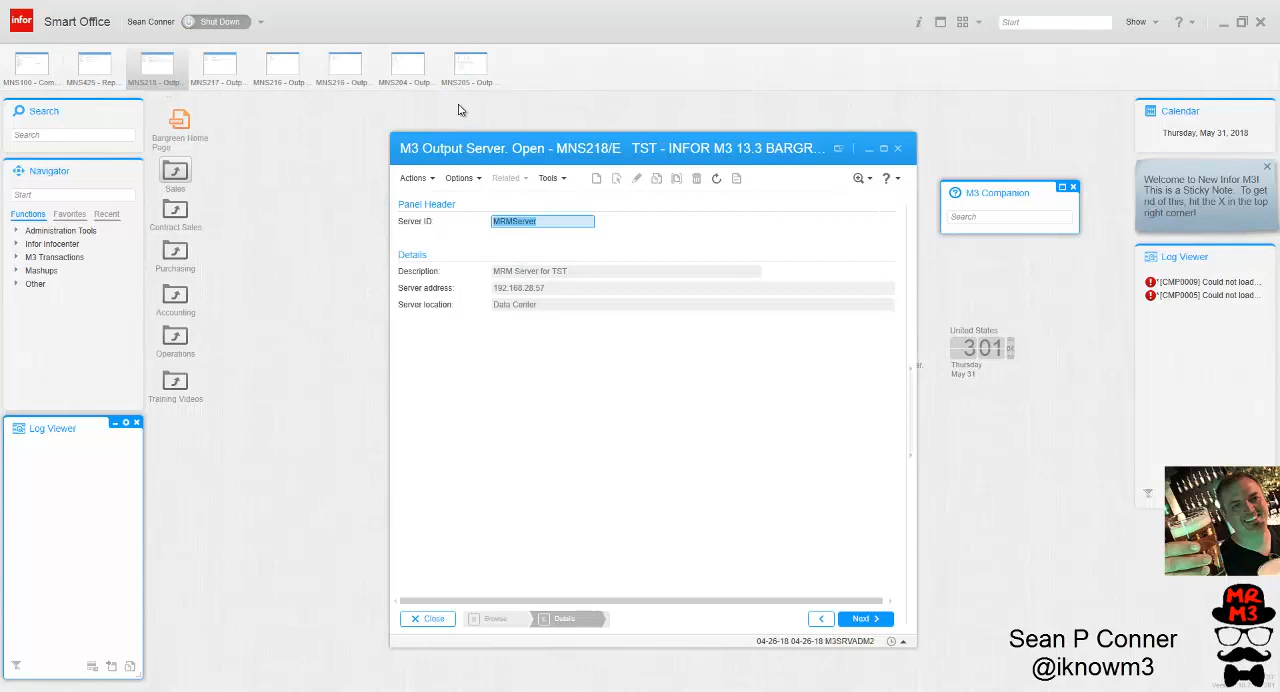 infor Smart Office Sean Conner Shut Down Start Show ?
MNS100 - Com... MNS425 - Rep... MNS218 - Outp... MNS217 - Outp... MNS216 - Outp... MNS216 - Outp... MNS204 - Outp... MNS205 - Outp...
Search
Search
Navigator
Start
Functions Favorites Recent
Administration Tools
Infor Infocenter
M3 Transactions
Mashups
Other
Log Viewer
Bargreen Home
Page
Sales
Contract Sales
Purchasing
Accounting
Operations
Training Videos
M3 Output Server. Open - MNS218/E TST - INFOR M3 13.3 BARGR...
Actions Options Related Tools ?
Panel Header
Server ID MRMServer
Details
Description: MRM Server for TST
Server address: 192.168.28.57
Server location: Data Center
Close Browse Details Next
04-26-18 04-26-18 M3SRVADM2
M3 Companion
Search
United States
3 01
Thursday
May 31
Calendar
Thursday, May 31, 2018
Welcome to New Infor M3!
This is a Sticky Note. To get
rid of this, hit the X in the top
right corner!
Log Viewer
*[CMP0009] Could not load...
*[CMP0005] Could not load...
MR
M3
Sean P Conner
@iknowm3